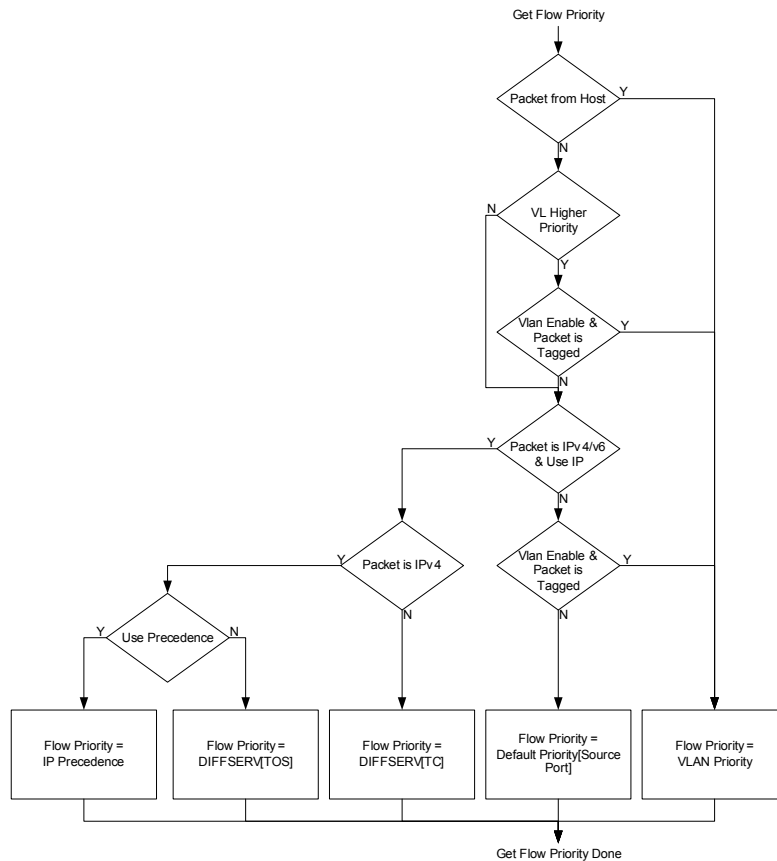 Get Flow Priority
Packet from Host
Y
N
N
VL Higher
Priority
Y
Vlan Enable &
Packet is
Tagged
Y
N
Y
Packet is IPv4/v6
& Use IP
N
Y
Packet is IPv4
N
Vlan Enable &
Packet is
Tagged
Y
N
Y
Use Precedence
N
Flow Priority =
IP Precedence
Flow Priority =
DIFFSERV[TOS]
Flow Priority =
DIFFSERV[TC]
Flow Priority =
Default Priority[Source
Port]
Flow Priority =
VLAN Priority
Get Flow Priority Done